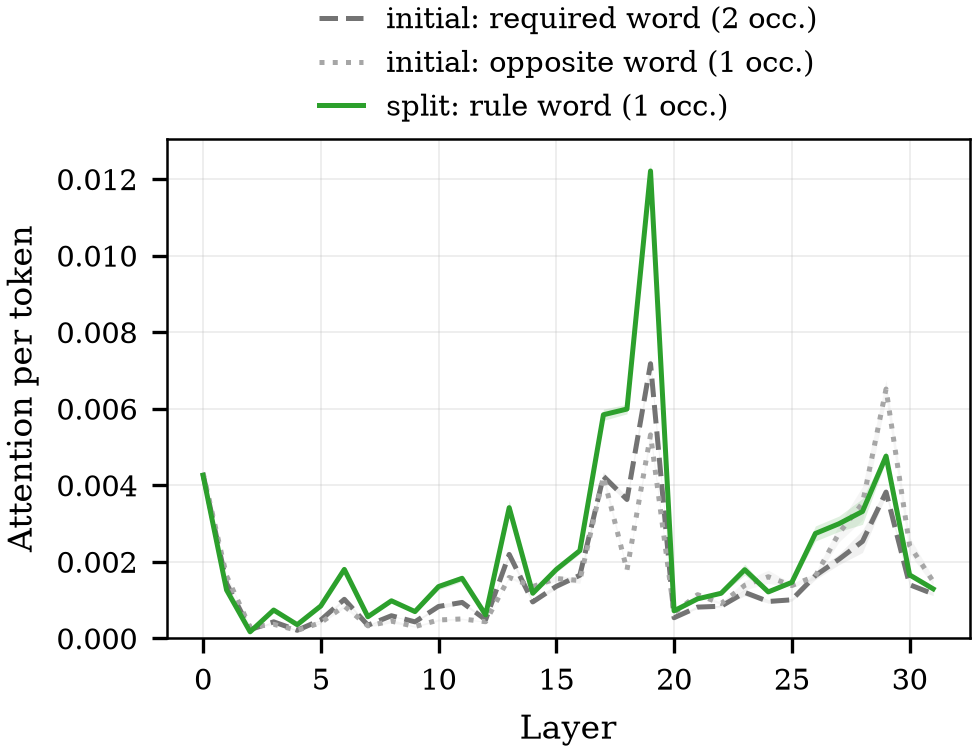 initial: required word (2 occ.)
initial: opposite word (1 occ.)
split: rule word (1 occ.)
0.012
0.010
0.008
0.006
0.004
0.002
0.000
Attention per token
0 5 10 15 20 25 30
Layer